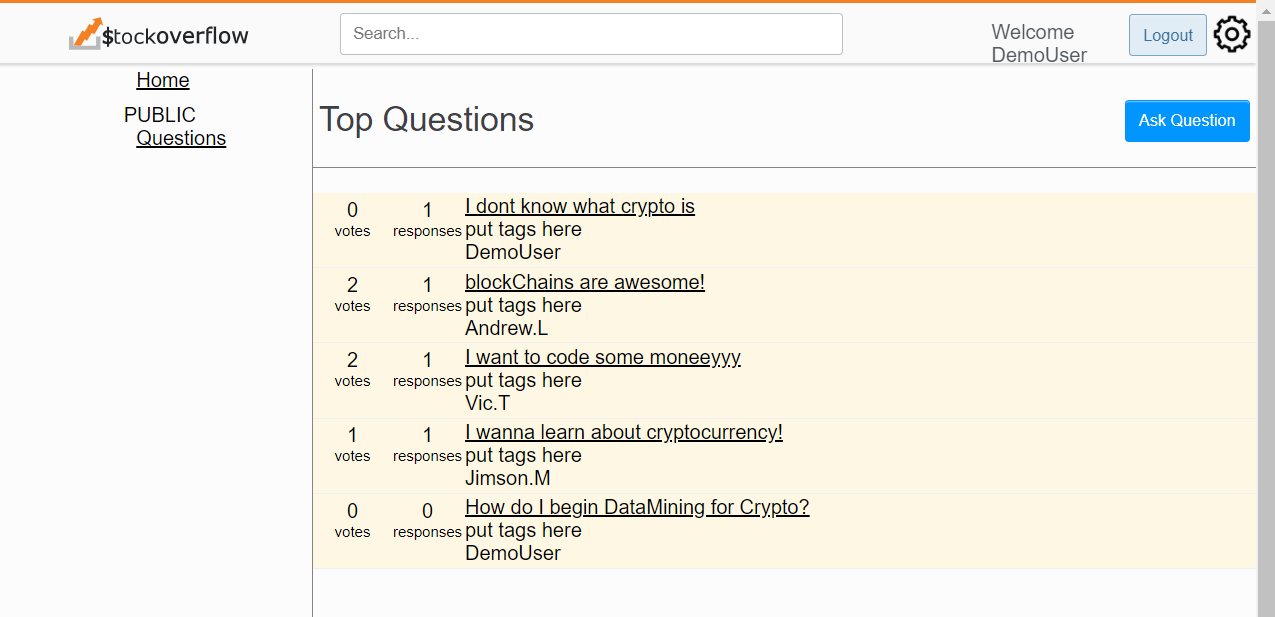 $tockoverflow
Search...
Welcome
DemoUser
Logout
Home
PUBLIC
Questions
Top Questions
Ask Question
0
votes
1
responses
I dont know what crypto is
put tags here
DemoUser
2
votes
1
responses
blockChains are awesome!
put tags here
Andrew.L
2
votes
1
responses
I want to code some moneeyyy
put tags here
Vic.T
1
votes
1
responses
I wanna learn about cryptocurrency!
put tags here
Jimson.M
0
votes
0
responses
How do I begin DataMining for Crypto?
put tags here
DemoUser